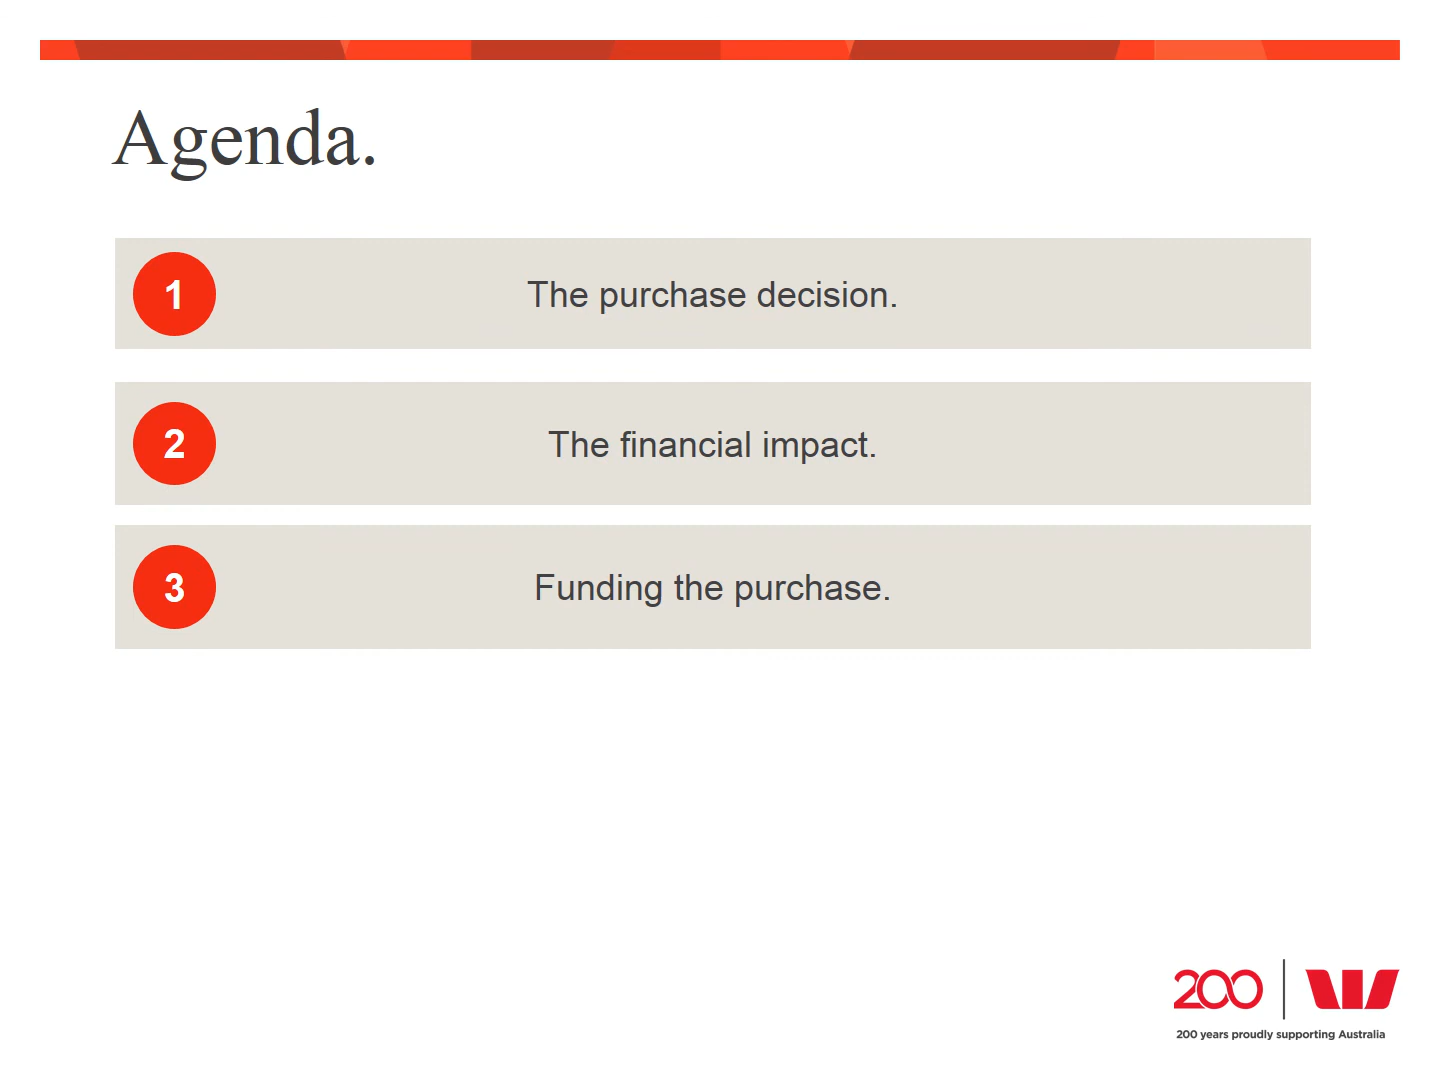 Agenda.
1
The purchase decision.
2
The financial impact.
3
Funding the purchase.
200
200 years proudly supporting Australia